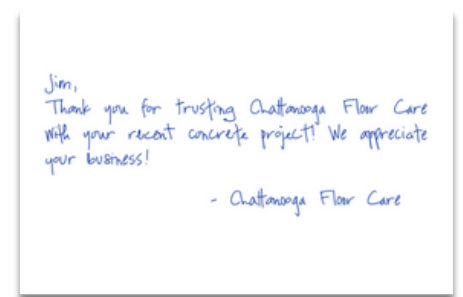 Jim,
Thank you for trusting Chattanooga Floor Care
with your recent concrete project! We appreciate
your business!
- Chattanooga Floor Care